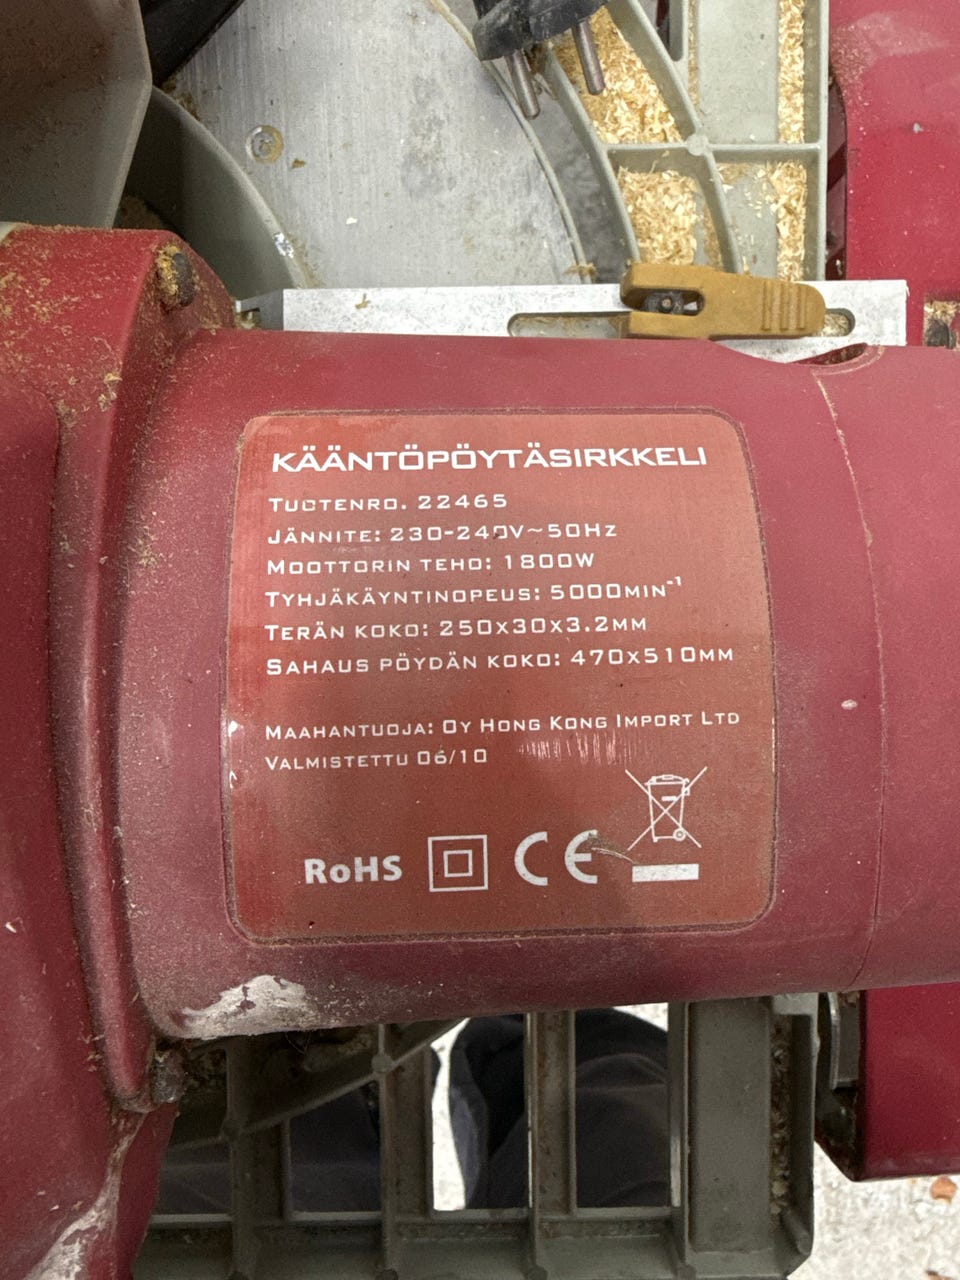 KÄÄNTÖPÖYTÄSIRKKELI
TUOTENRO. 22465
JÄNNITE: 230-240V~50HZ
MOOTTORIN TEHO: 1800W
TYHJÄKÄYNTINOPEUS: 5000MIN⁻¹
TERÄN KOKO: 250X30X3.2MM
SAHAUS PÖYDÄN KOKO: 470X510MM
MAAHANTUOJA: OY HONG KONG IMPORT LTD
VALMISTETTU 06/10
RoHS CE